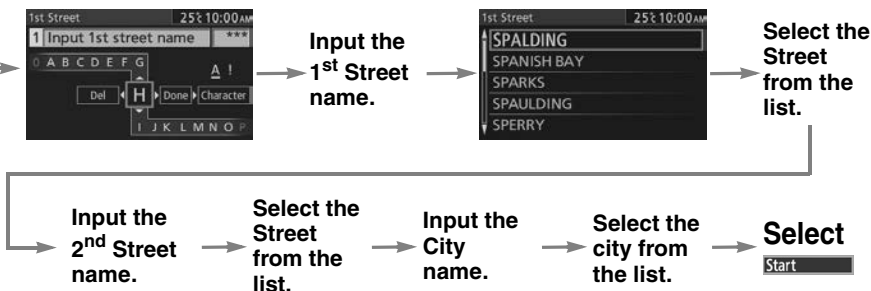 1st Street 25℃ 10:00AM
1 Input 1st street name ***
0 A B C D E F G
A !
Del H Done Character
I J K L M N O P
Input the
1st Street
name.
1st Street 25℃ 10:00AM
SPALDING
SPANISH BAY
SPARKS
SPAULDING
SPERRY
Select the
Street
from the
list.
Input the
2nd Street
name.
Select the
Street
from the
list.
Input the
City
name.
Select the
city from
the list.
Select
Start